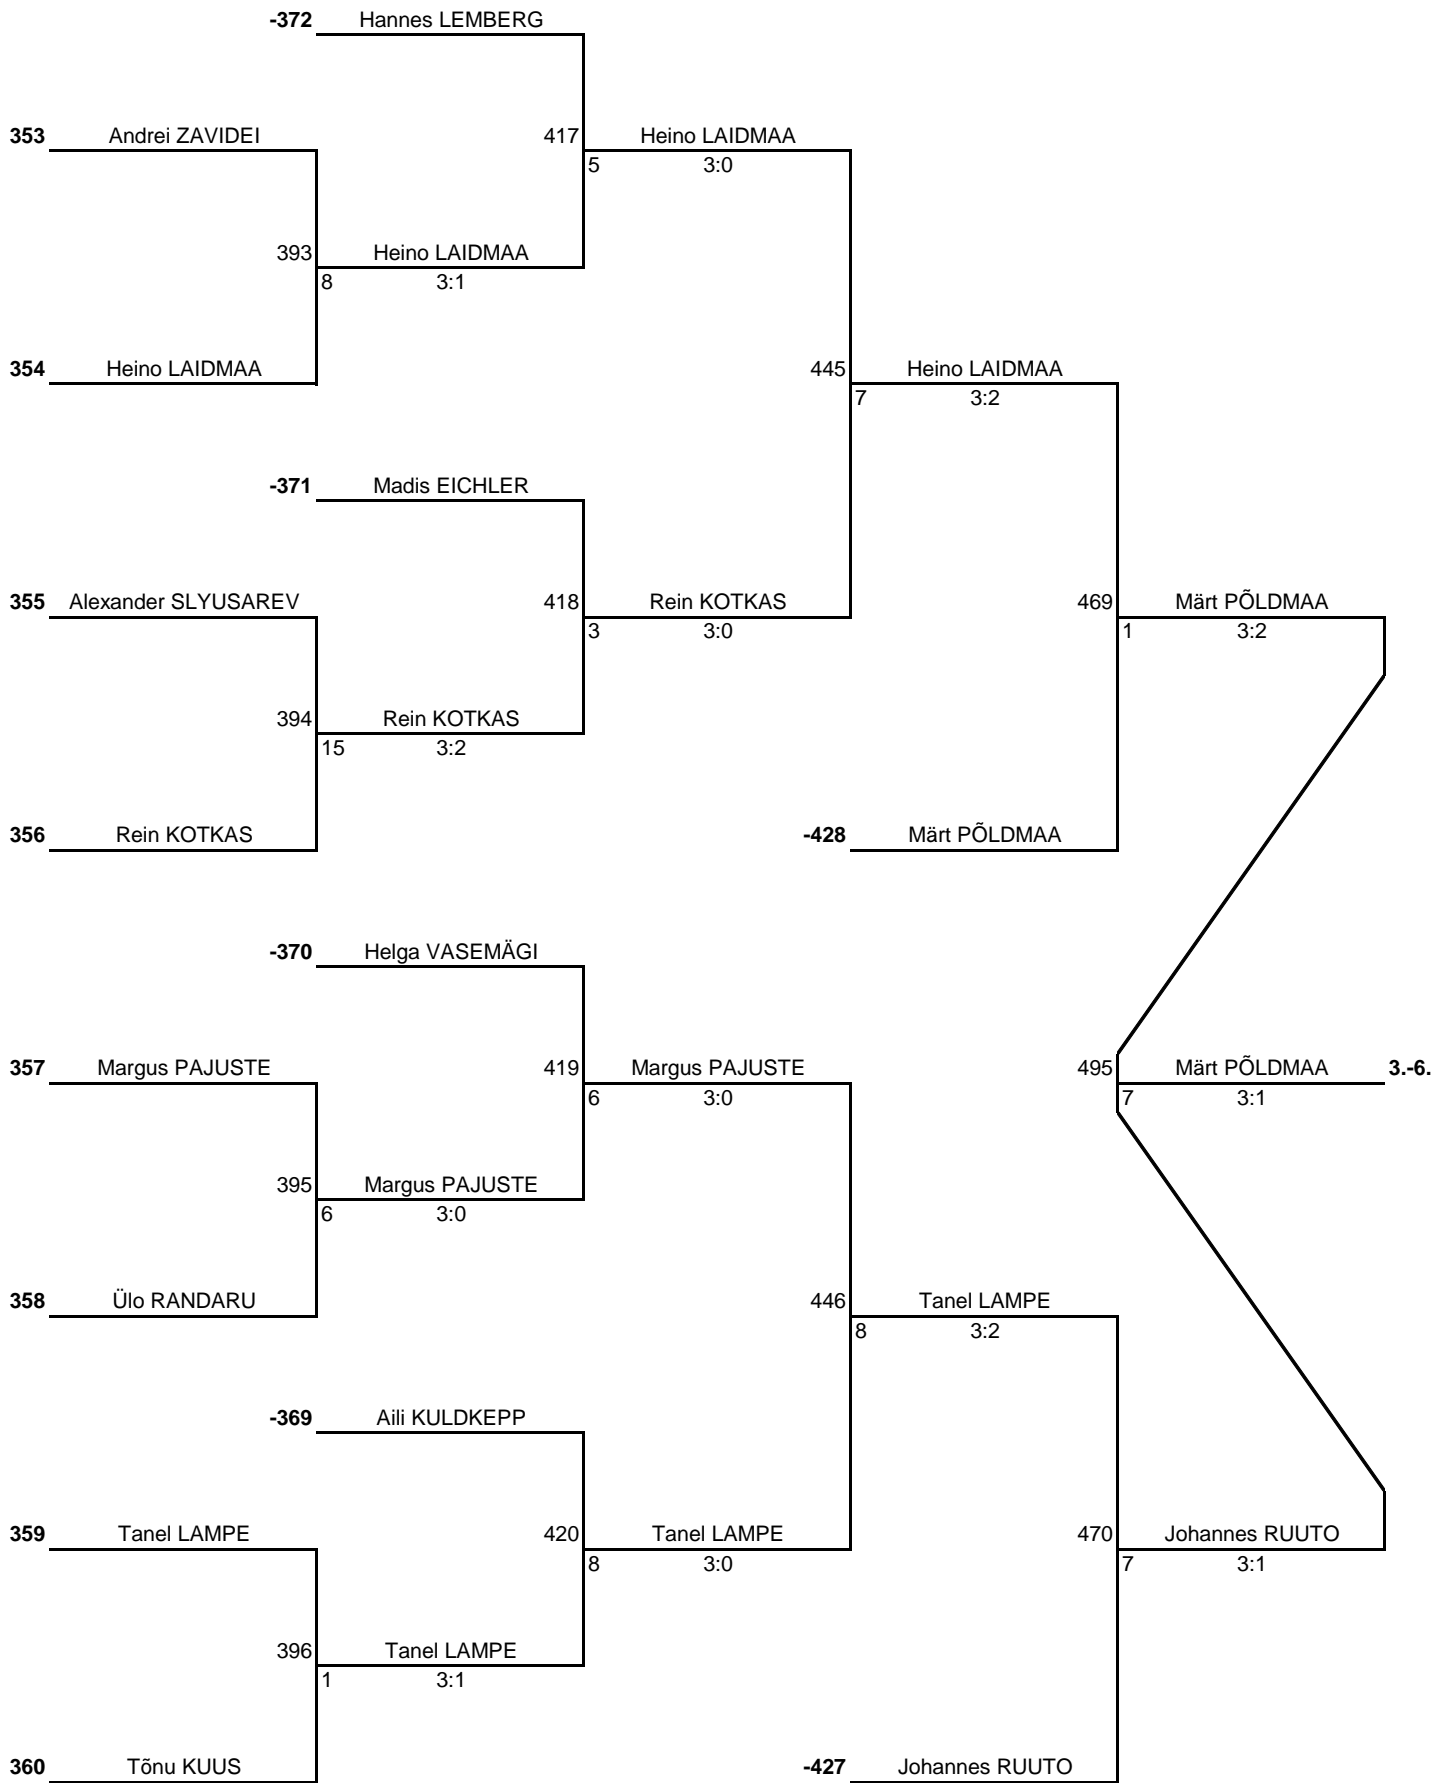 -372 Hannes LEMBERG
353 Andrei ZAVIDEI 417 Heino LAIDMAA
5 3:0
393 Heino LAIDMAA
8 3:1
354 Heino LAIDMAA 445 Heino LAIDMAA
7 3:2
-371 Madis EICHLER
355 Alexander SLYUSAREV 418 Rein KOTKAS 469 Märt PÕLDMAA
3 3:0 1 3:2
394 Rein KOTKAS
15 3:2
356 Rein KOTKAS -428 Märt PÕLDMAA
-370 Helga VASEMÄGI
357 Margus PAJUSTE 419 Margus PAJUSTE 495 Märt PÕLDMAA 3.-6.
6 3:0 7 3:1
395 Margus PAJUSTE
6 3:0
358 Ülo RANDARU 446 Tanel LAMPE
8 3:2
-369 Aili KULDKEPP
359 Tanel LAMPE 420 Tanel LAMPE 470 Johannes RUUTO
8 3:0 7 3:1
396 Tanel LAMPE
1 3:1
360 Tõnu KUUS -427 Johannes RUUTO